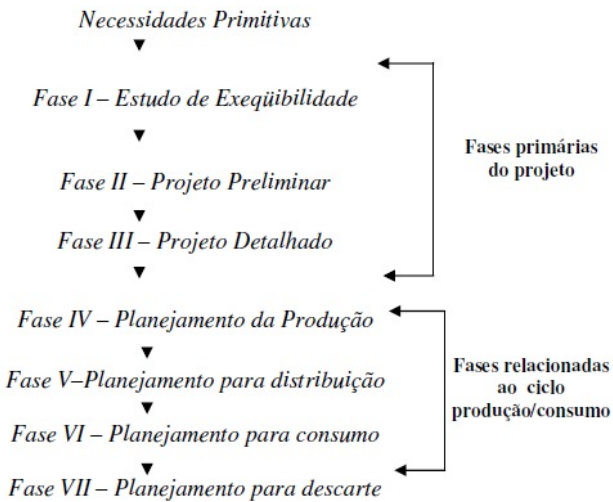 Necessidades Primitivas
Fase I – Estudo de Exeqüibilidade
Fase II – Projeto Preliminar
Fase III – Projeto Detalhado
Fases primárias
do projeto
Fase IV – Planejamento da Produção
Fase V–Planejamento para distribuição
Fase VI – Planejamento para consumo
Fase VII – Planejamento para descarte
Fases relacionadas
ao ciclo
produção/consumo